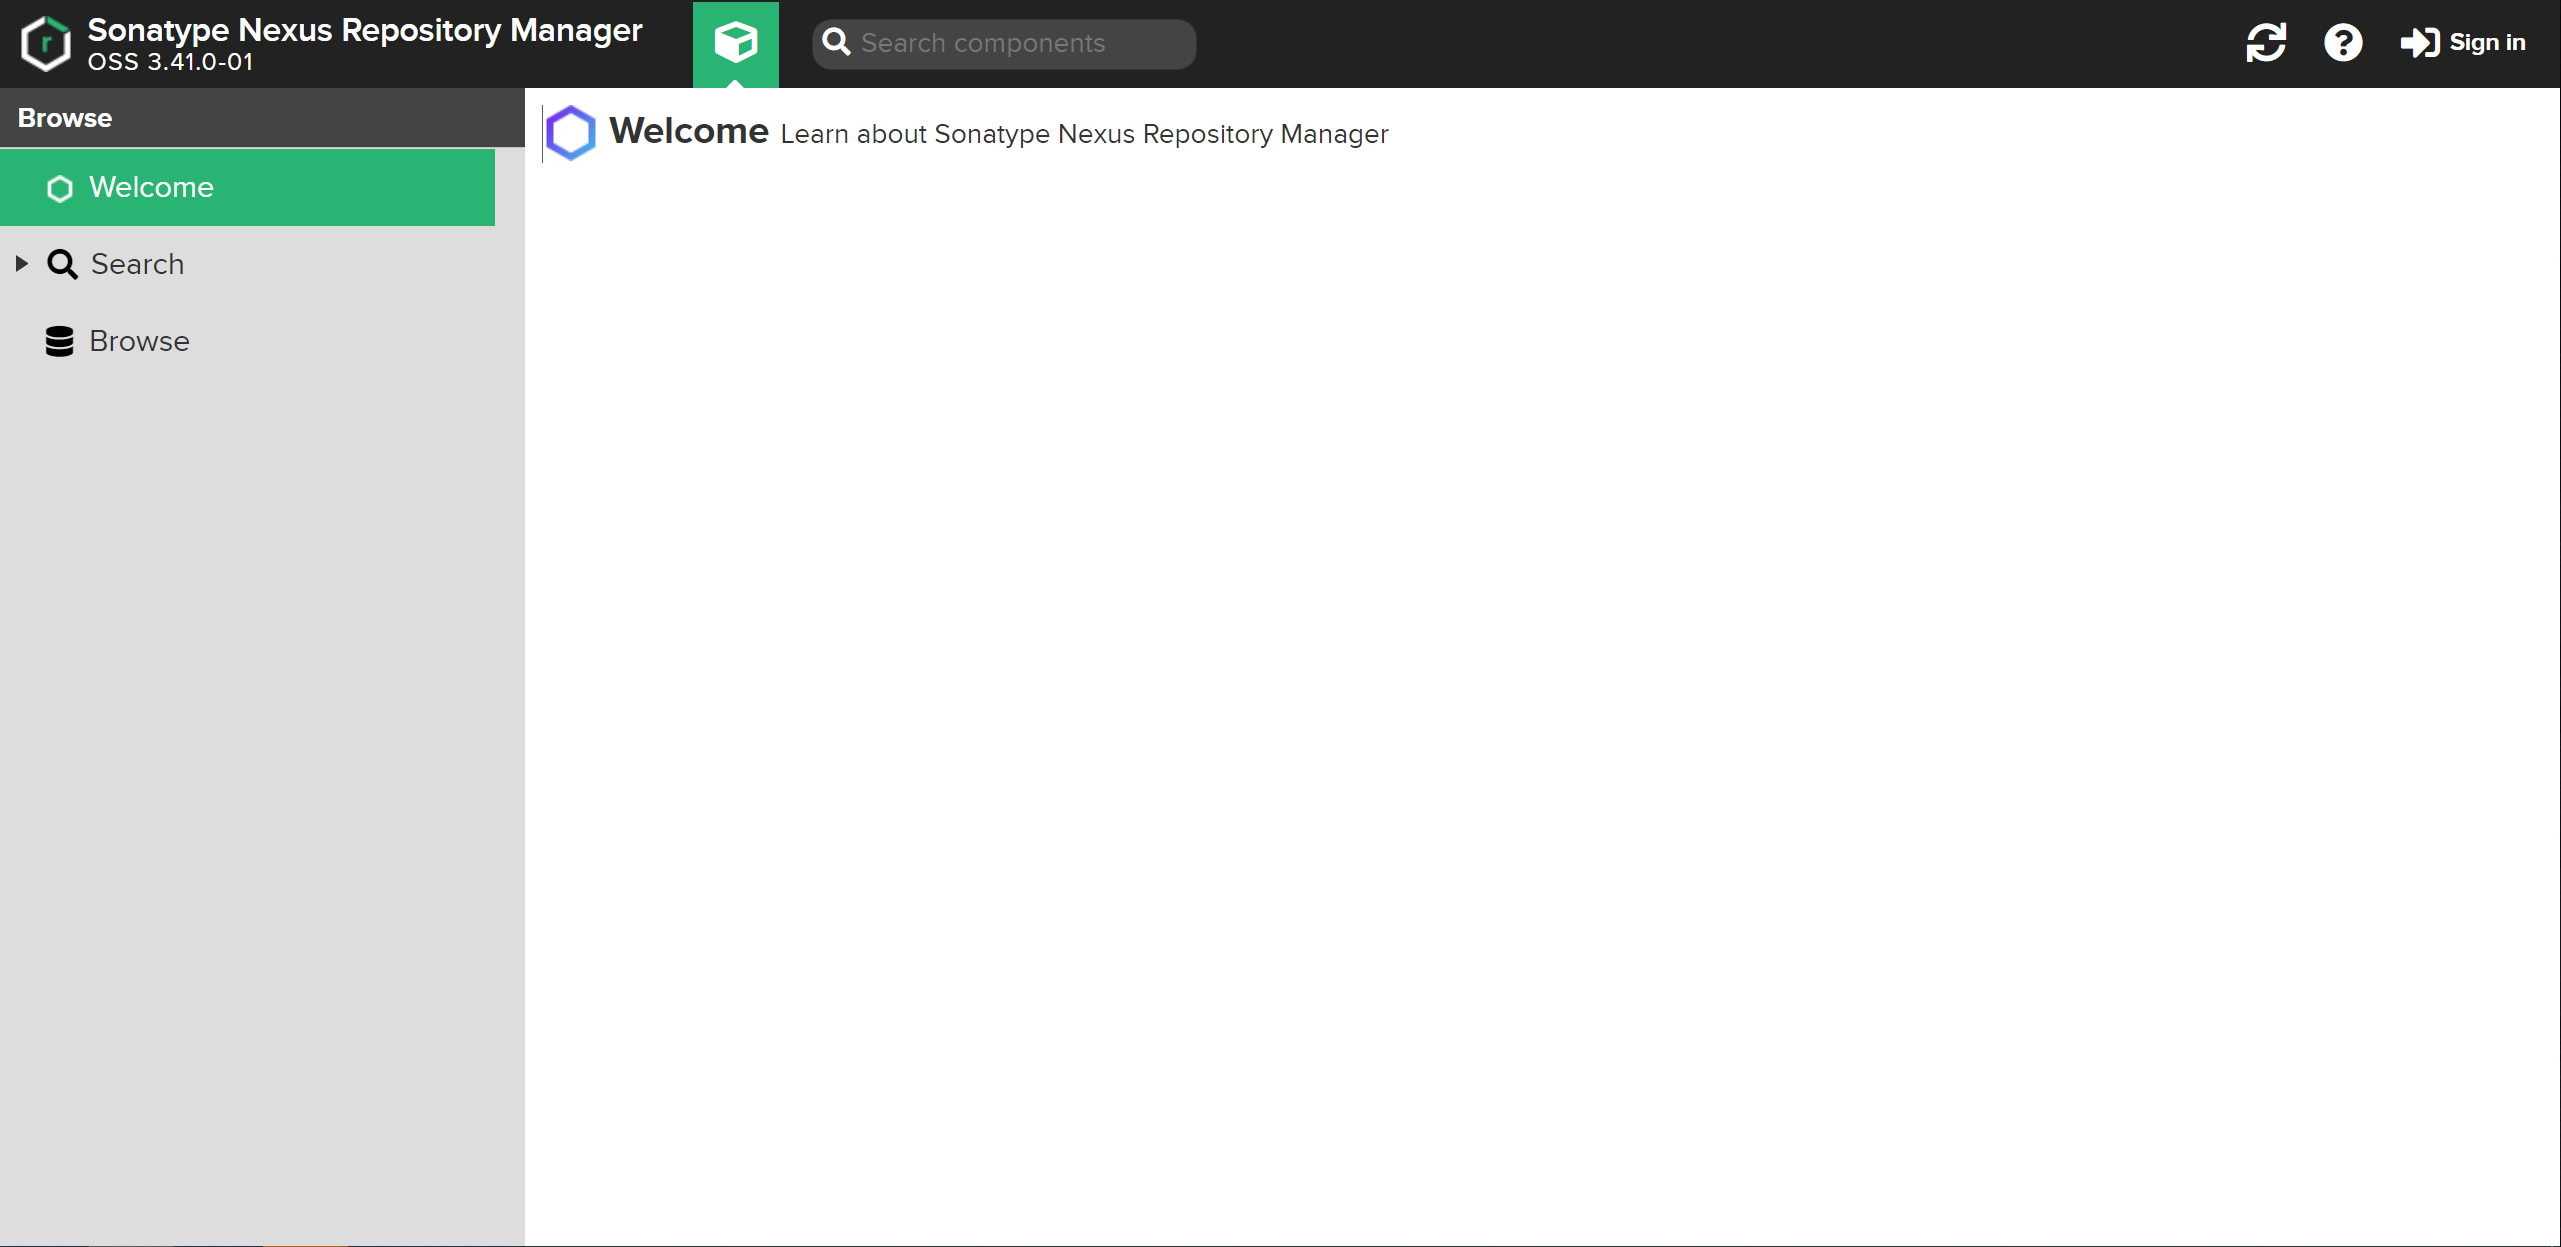 Sonatype Nexus Repository Manager
OSS 3.41.0-01
Search components
Sign in
Browse
Welcome
Search
Browse
Welcome Learn about Sonatype Nexus Repository Manager